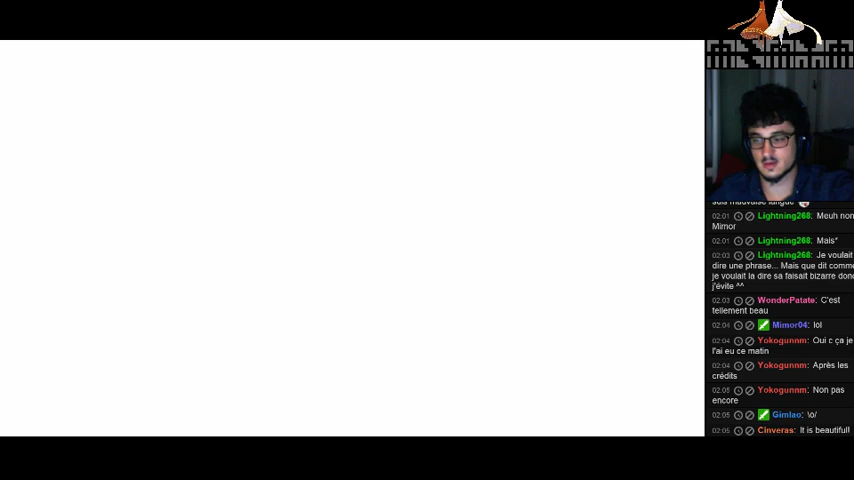 suis mauvaise langue
02:01 Lightning268: Meuh non
Mimor
02:01 Lightning268: Mais*
02:03 Lightning268: Je voulait
dire une phrase... Mais que dit comme
je voulait la dire sa faisait bizarre donc
j'évite ^^
02:03 WonderPatate: C'est
tellement beau
02:04 Mimor04: lol
02:04 Yokogunnm: Oui c ça je
l'ai eu ce matin
02:04 Yokogunnm: Après les
crédits
02:05 Yokogunnm: Non pas
encore
02:05 Gimlao: \o/
02:05 Cinveras: It is beautiful!